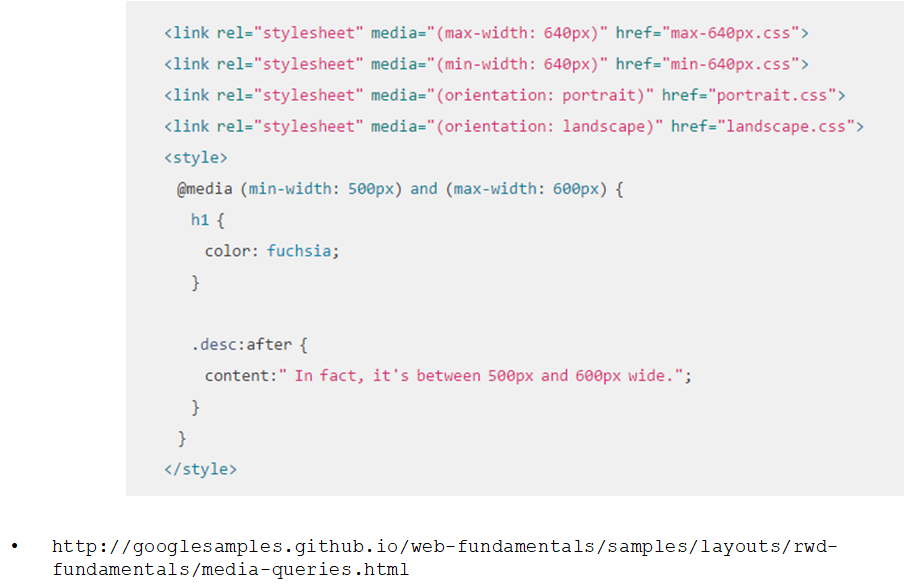 <link rel="stylesheet" media="(max-width: 640px)" href="max-640px.css">
<link rel="stylesheet" media="(min-width: 640px)" href="min-640px.css">
<link rel="stylesheet" media="(orientation: portrait)" href="portrait.css">
<link rel="stylesheet" media="(orientation: landscape)" href="landscape.css">
<style>
  @media (min-width: 500px) and (max-width: 600px) {
    h1 {
      color: fuchsia;
    }

    .desc:after {
      content:" In fact, it's between 500px and 600px wide.";
    }
  }
</style>
• http://googlesamples.github.io/web-fundamentals/samples/layouts/rwd-
fundamentals/media-queries.html